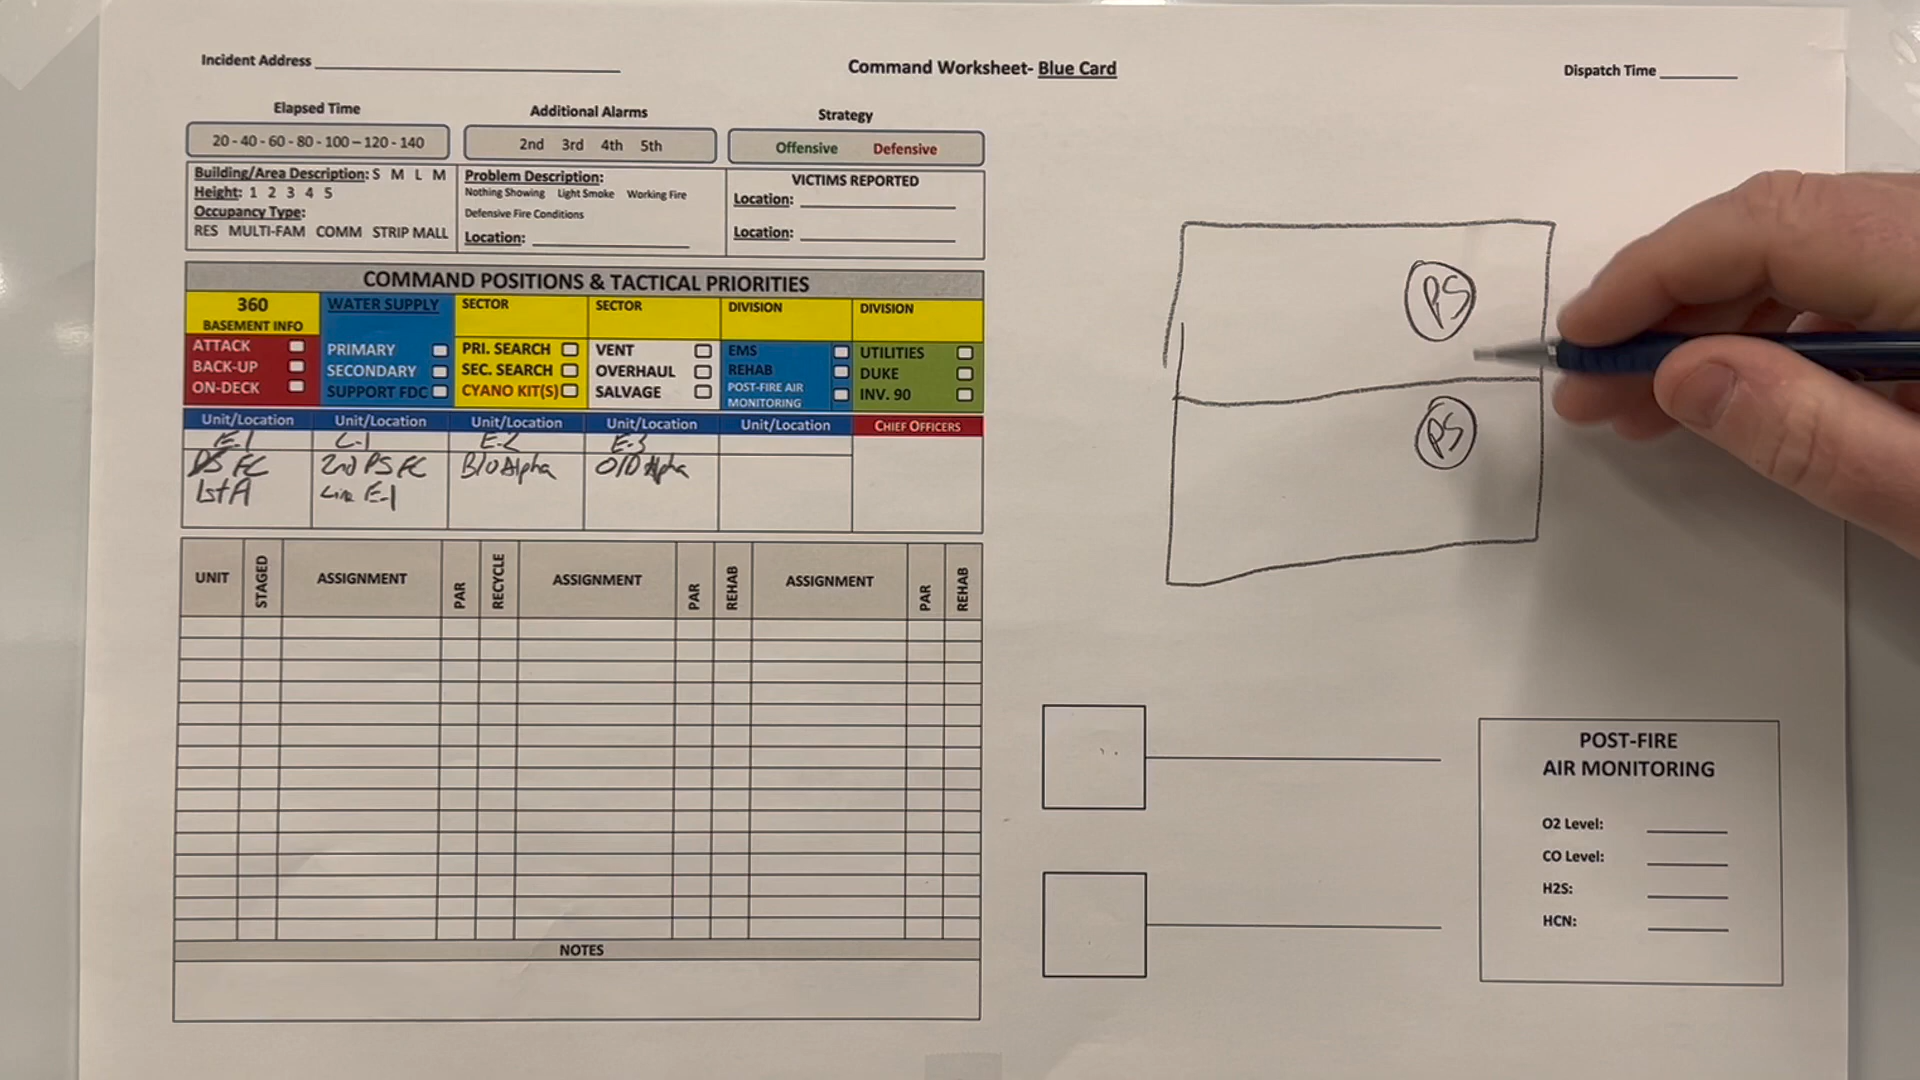 Incident Address
Command Worksheet- Blue Card
Dispatch Time
Elapsed Time
Additional Alarms
Strategy
20 - 40 - 60 - 80 - 100 – 120 - 140
2nd 3rd 4th 5th
Offensive Defensive
Building/Area Description: S M L M
Height: 1 2 3 4 5
Occupancy Type:
RES MULTI-FAM COMM STRIP MALL
Problem Description:
Nothing Showing Light Smoke Working Fire
Defensive Fire Conditions
Location:
VICTIMS REPORTED
Location:
Location:
COMMAND POSITIONS & TACTICAL PRIORITIES
360
BASEMENT INFO
WATER SUPPLY
SECTOR
SECTOR
DIVISION
DIVISION
ATTACK
BACK-UP
ON-DECK
PRIMARY
SECONDARY
SUPPORT FDC
PRI. SEARCH
SEC. SEARCH
CYANO KIT(S)
VENT
OVERHAUL
SALVAGE
EMS
REHAB
POST-FIRE AIR
MONITORING
UTILITIES
DUKE
INV. 90
Unit/Location Unit/Location Unit/Location Unit/Location Unit/Location CHIEF OFFICERS
E-1 L-1 E-2 E-3
PS FC 2nd PS FC B/U Alpha O/D Alpha
1st A Line E-1
UNIT STAGED ASSIGNMENT PAR RECYCLE ASSIGNMENT PAR REHAB ASSIGNMENT PAR REHAB
NOTES
PS
PS
POST-FIRE
AIR MONITORING
O2 Level:
CO Level:
H2S:
HCN: